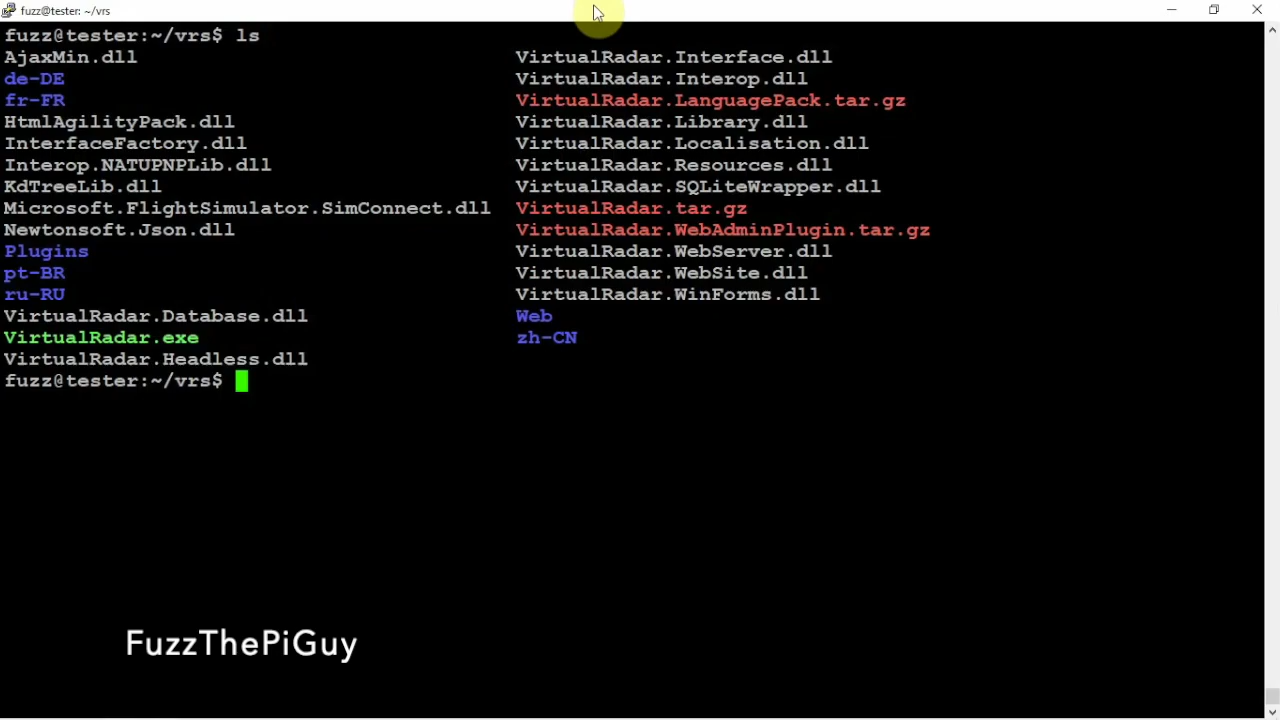 fuzz@tester: ~/vrs
fuzz@tester:~/vrs$ ls
AjaxMin.dll VirtualRadar.Interface.dll
de-DE VirtualRadar.Interop.dll
fr-FR VirtualRadar.LanguagePack.tar.gz
HtmlAgilityPack.dll VirtualRadar.Library.dll
InterfaceFactory.dll VirtualRadar.Localisation.dll
Interop.NATUPNPLib.dll VirtualRadar.Resources.dll
KdTreeLib.dll VirtualRadar.SQLiteWrapper.dll
Microsoft.FlightSimulator.SimConnect.dll VirtualRadar.tar.gz
Newtonsoft.Json.dll VirtualRadar.WebAdminPlugin.tar.gz
Plugins VirtualRadar.WebServer.dll
pt-BR VirtualRadar.WebSite.dll
ru-RU VirtualRadar.WinForms.dll
VirtualRadar.Database.dll Web
VirtualRadar.exe zh-CN
VirtualRadar.Headless.dll
fuzz@tester:~/vrs$
FuzzThePiGuy